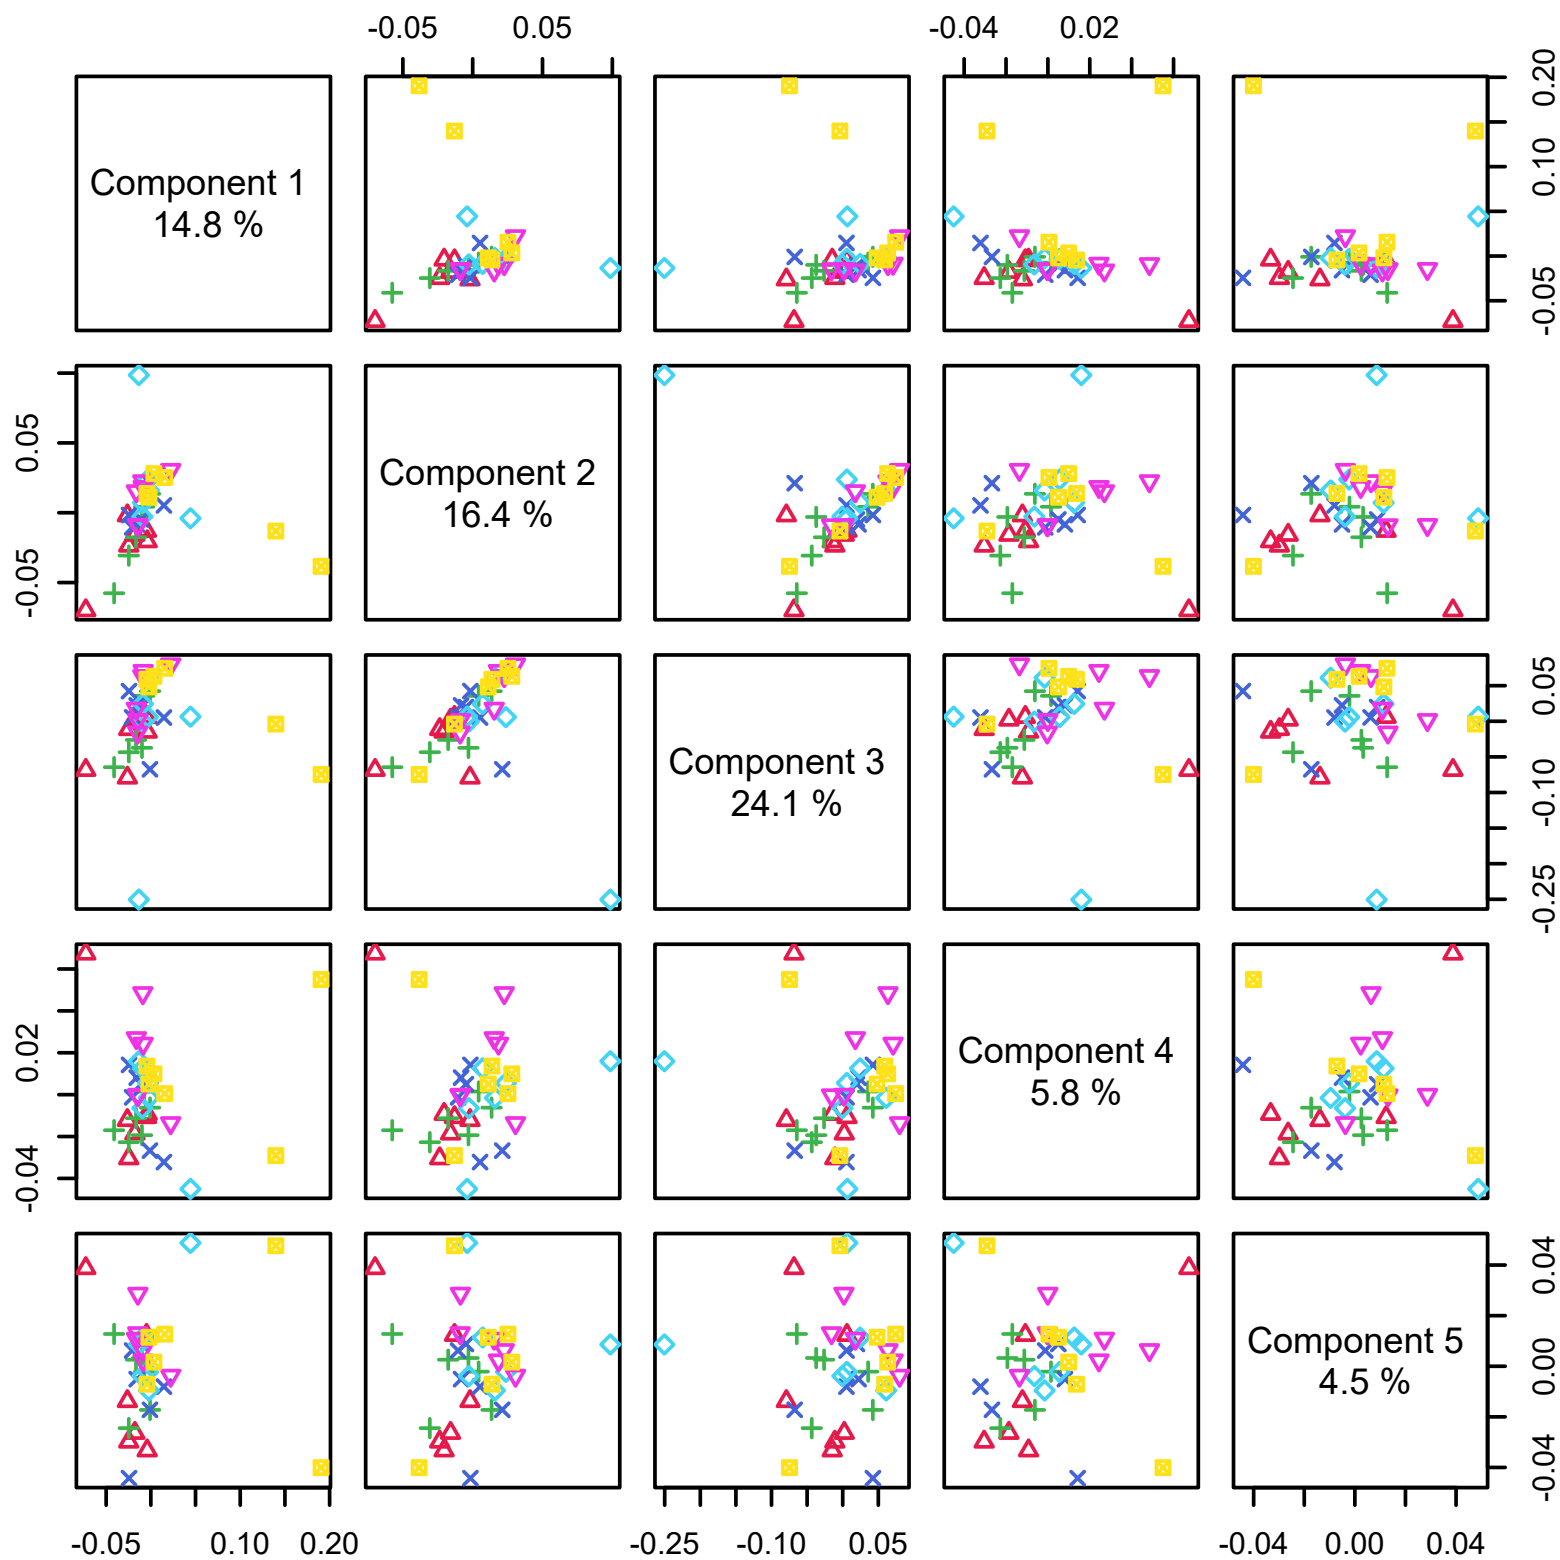 -0.05 0.05 -0.04 0.02
Component 1
14.8 %
-0.05 0.10 0.20
Component 2
16.4 %
-0.05 0.05
Component 3
24.1 %
-0.25 -0.10 0.05
Component 4
5.8 %
-0.04 0.02
Component 5
4.5 %
-0.04 0.00 0.04
-0.05 0.10 0.20 -0.25 -0.10 0.05 -0.04 0.00 0.04